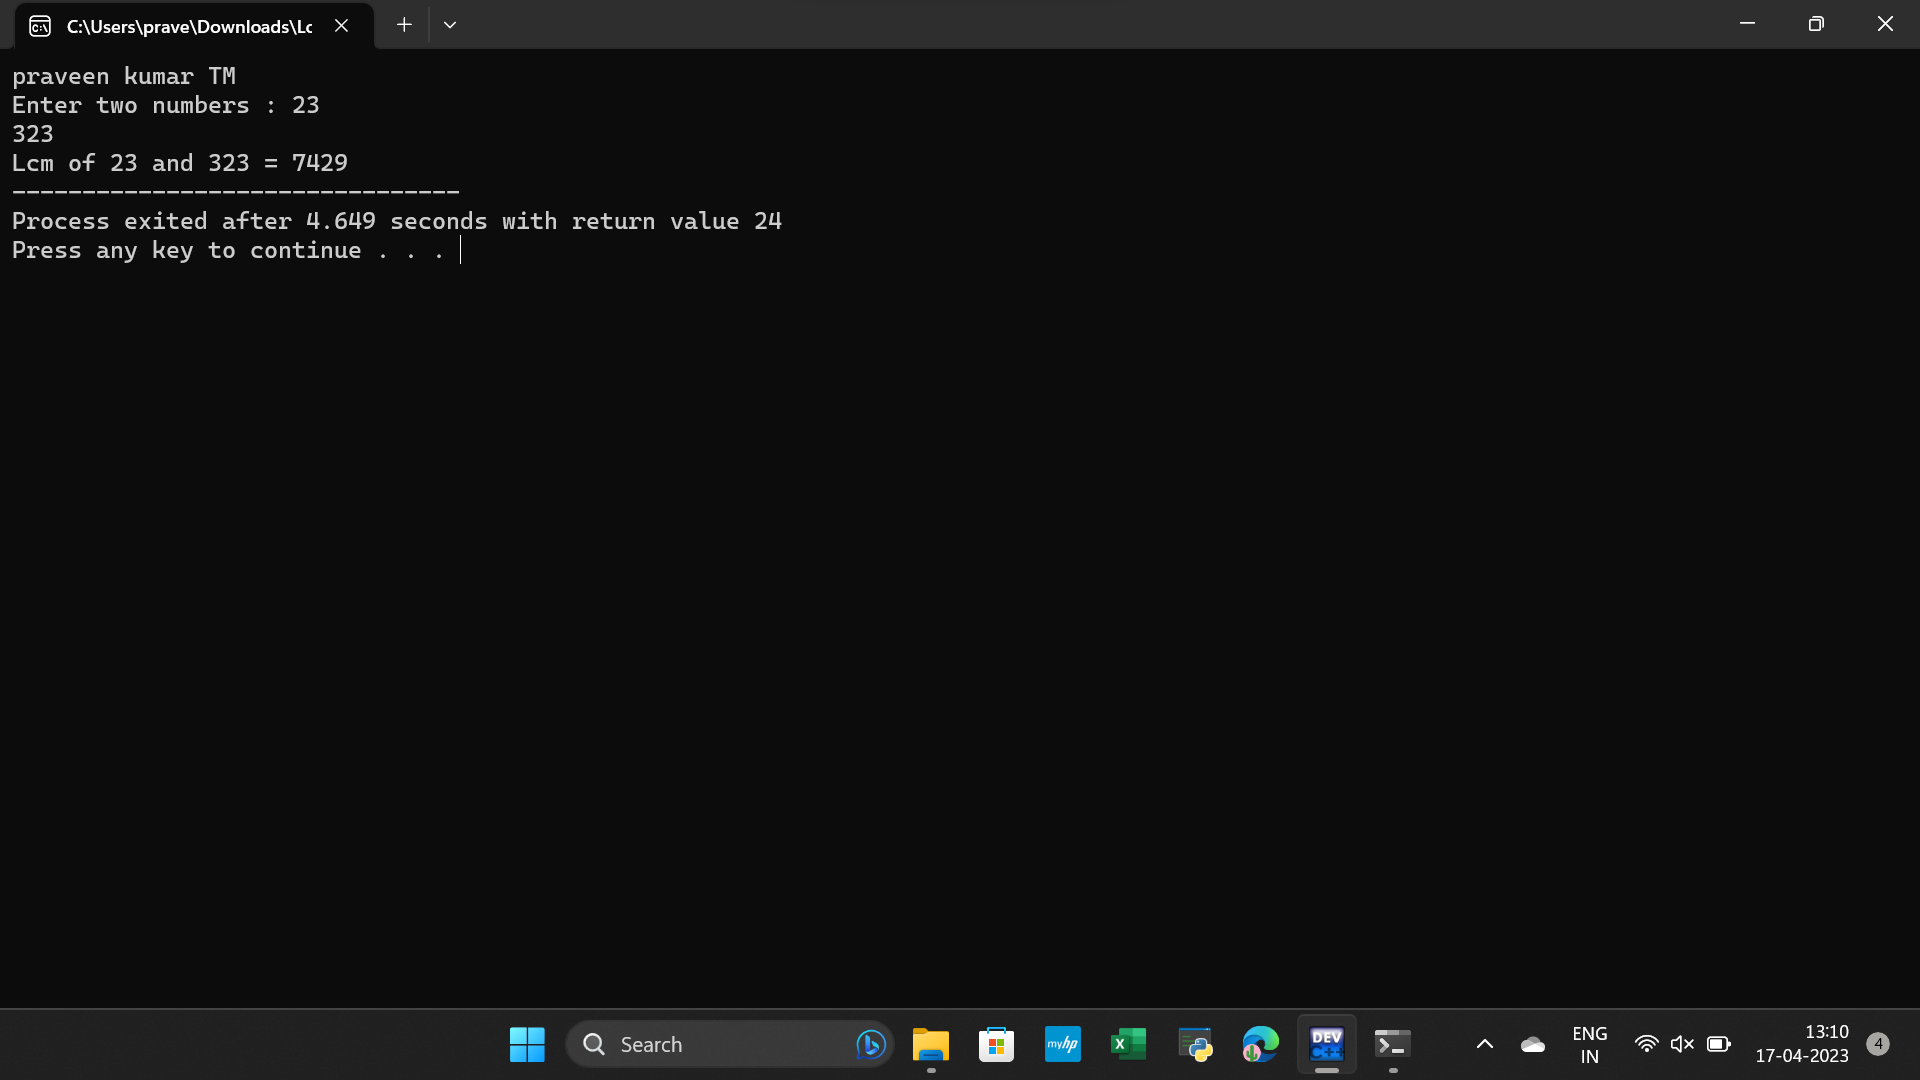 C:\Users\prave\Downloads\Lc
praveen kumar TM
Enter two numbers : 23
323
Lcm of 23 and 323 = 7429
--------------------------------
Process exited after 4.649 seconds with return value 24
Press any key to continue . . .
Search
myhp
X
DEV
C++
ENG
IN
13:10
17-04-2023
4